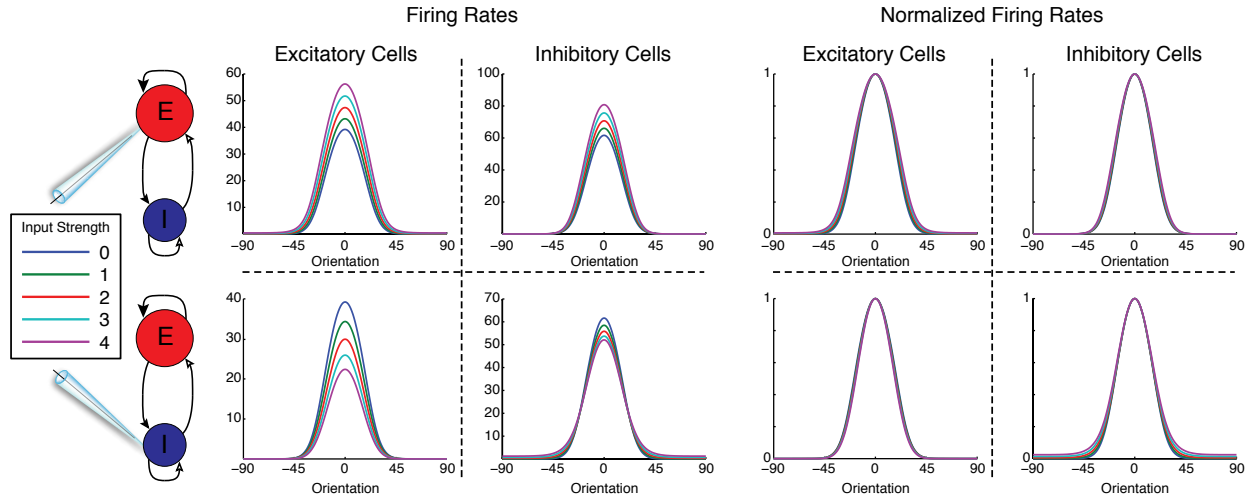 Firing Rates
Normalized Firing Rates
Excitatory Cells
Inhibitory Cells
Excitatory Cells
Inhibitory Cells
E
I
60
50
40
30
20
10
−90 −45 0 45 90
Orientation
100
80
60
40
20
−90 −45 0 45 90
Orientation
1
0
−90 −45 0 45 90
Orientation
1
0
−90 −45 0 45 90
Orientation
Input Strength
0
1
2
3
4
E
I
40
30
20
10
−90 −45 0 45 90
Orientation
70
60
50
40
30
20
10
−90 −45 0 45 90
Orientation
1
0
−90 −45 0 45 90
Orientation
1
0
−90 −45 0 45 90
Orientation